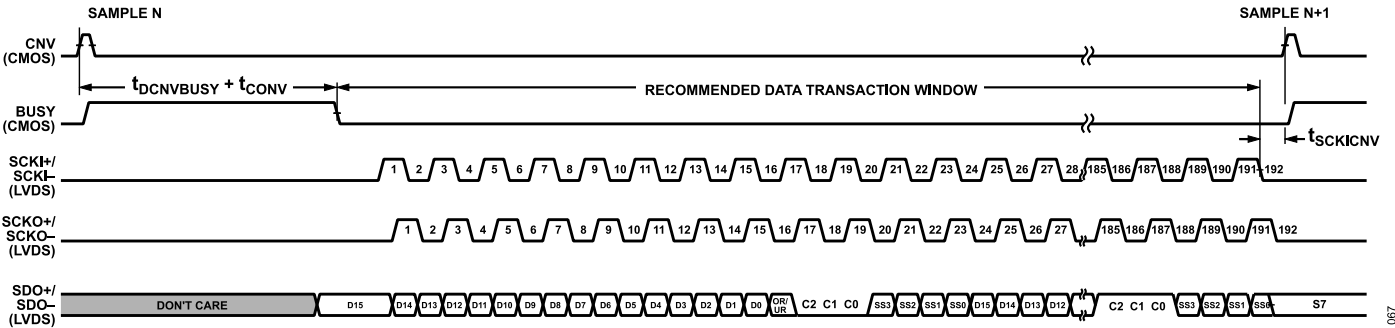 SAMPLE N SAMPLE N+1
CNV
(CMOS)
tDCNVBUSY + tCONV RECOMMENDED DATA TRANSACTION WINDOW
BUSY
(CMOS)
tSCKICNV
SCKI+/
SCKI–
(LVDS)
1 2 3 4 5 6 7 8 9 10 11 12 13 14 15 16 17 18 19 20 21 22 23 24 25 26 27 28 185 186 187 188 189 190 191 192
SCKO+/
SCKO–
(LVDS)
1 2 3 4 5 6 7 8 9 10 11 12 13 14 15 16 17 18 19 20 21 22 23 24 25 26 27 185 186 187 188 189 190 191 192
SDO+/
SDO–
(LVDS)
DON'T CARE D15 D14 D13 D12 D11 D10 D9 D8 D7 D6 D5 D4 D3 D2 D1 D0 OR/UR C2 C1 C0 SS3 SS2 SS1 SS0 D15 D14 D13 D12 C2 C1 C0 SS3 SS2 SS1 SS0 S7